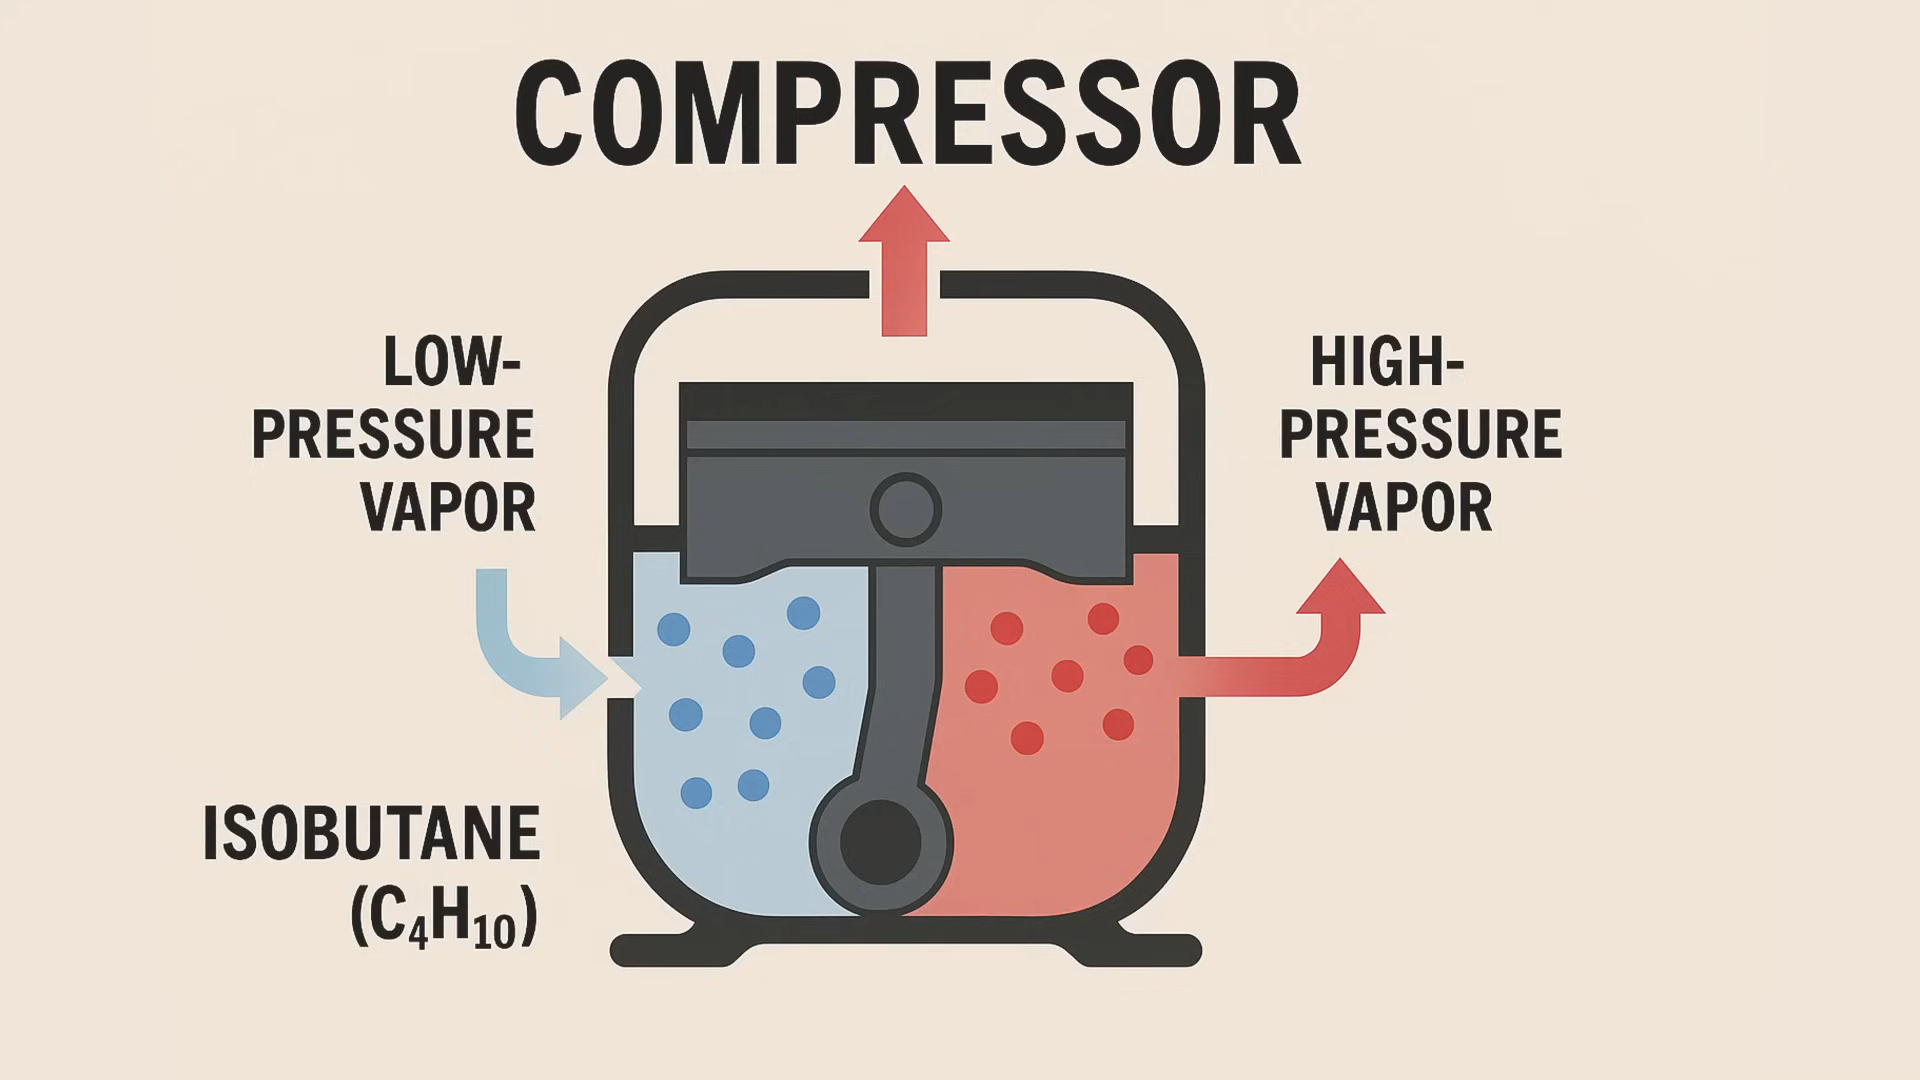 COMPRESSOR
LOW-
PRESSURE
VAPOR
HIGH-
PRESSURE
VAPOR
ISOBUTANE
(C₄H₁₀)